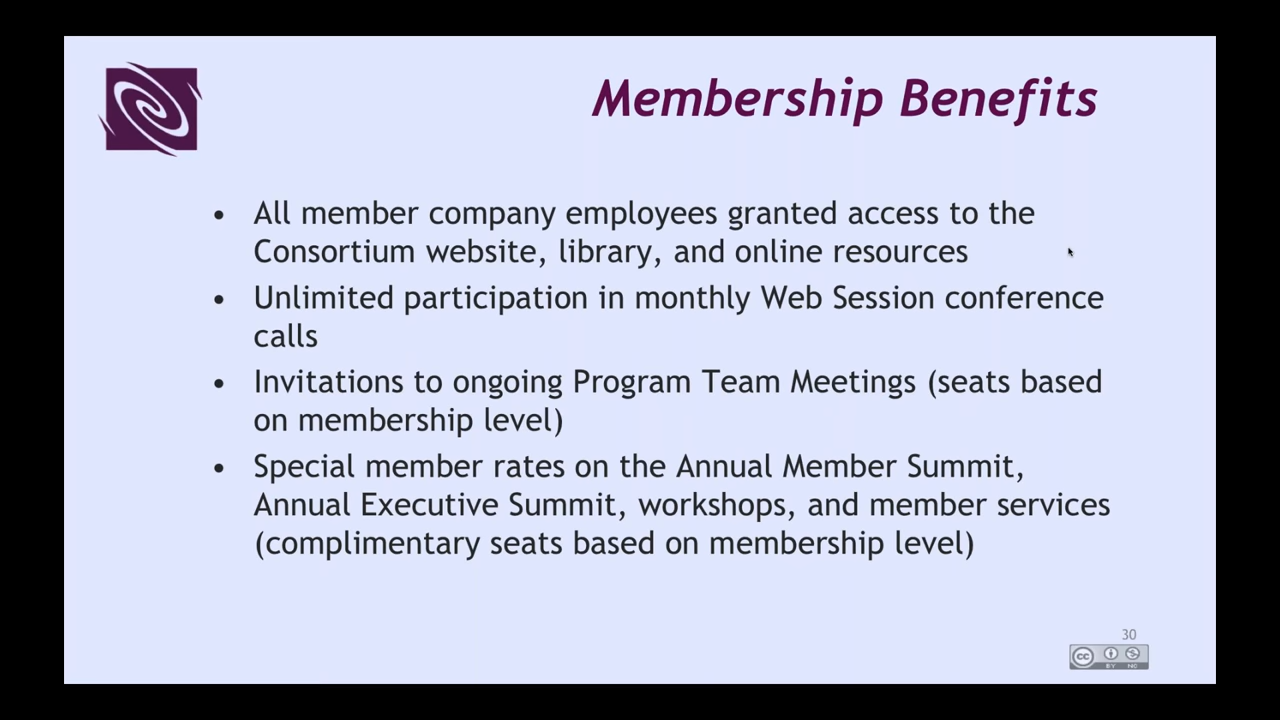 Membership Benefits
• All member company employees granted access to the
Consortium website, library, and online resources
• Unlimited participation in monthly Web Session conference
calls
• Invitations to ongoing Program Team Meetings (seats based
on membership level)
• Special member rates on the Annual Member Summit,
Annual Executive Summit, workshops, and member services
(complimentary seats based on membership level)
30
cc
BY NC